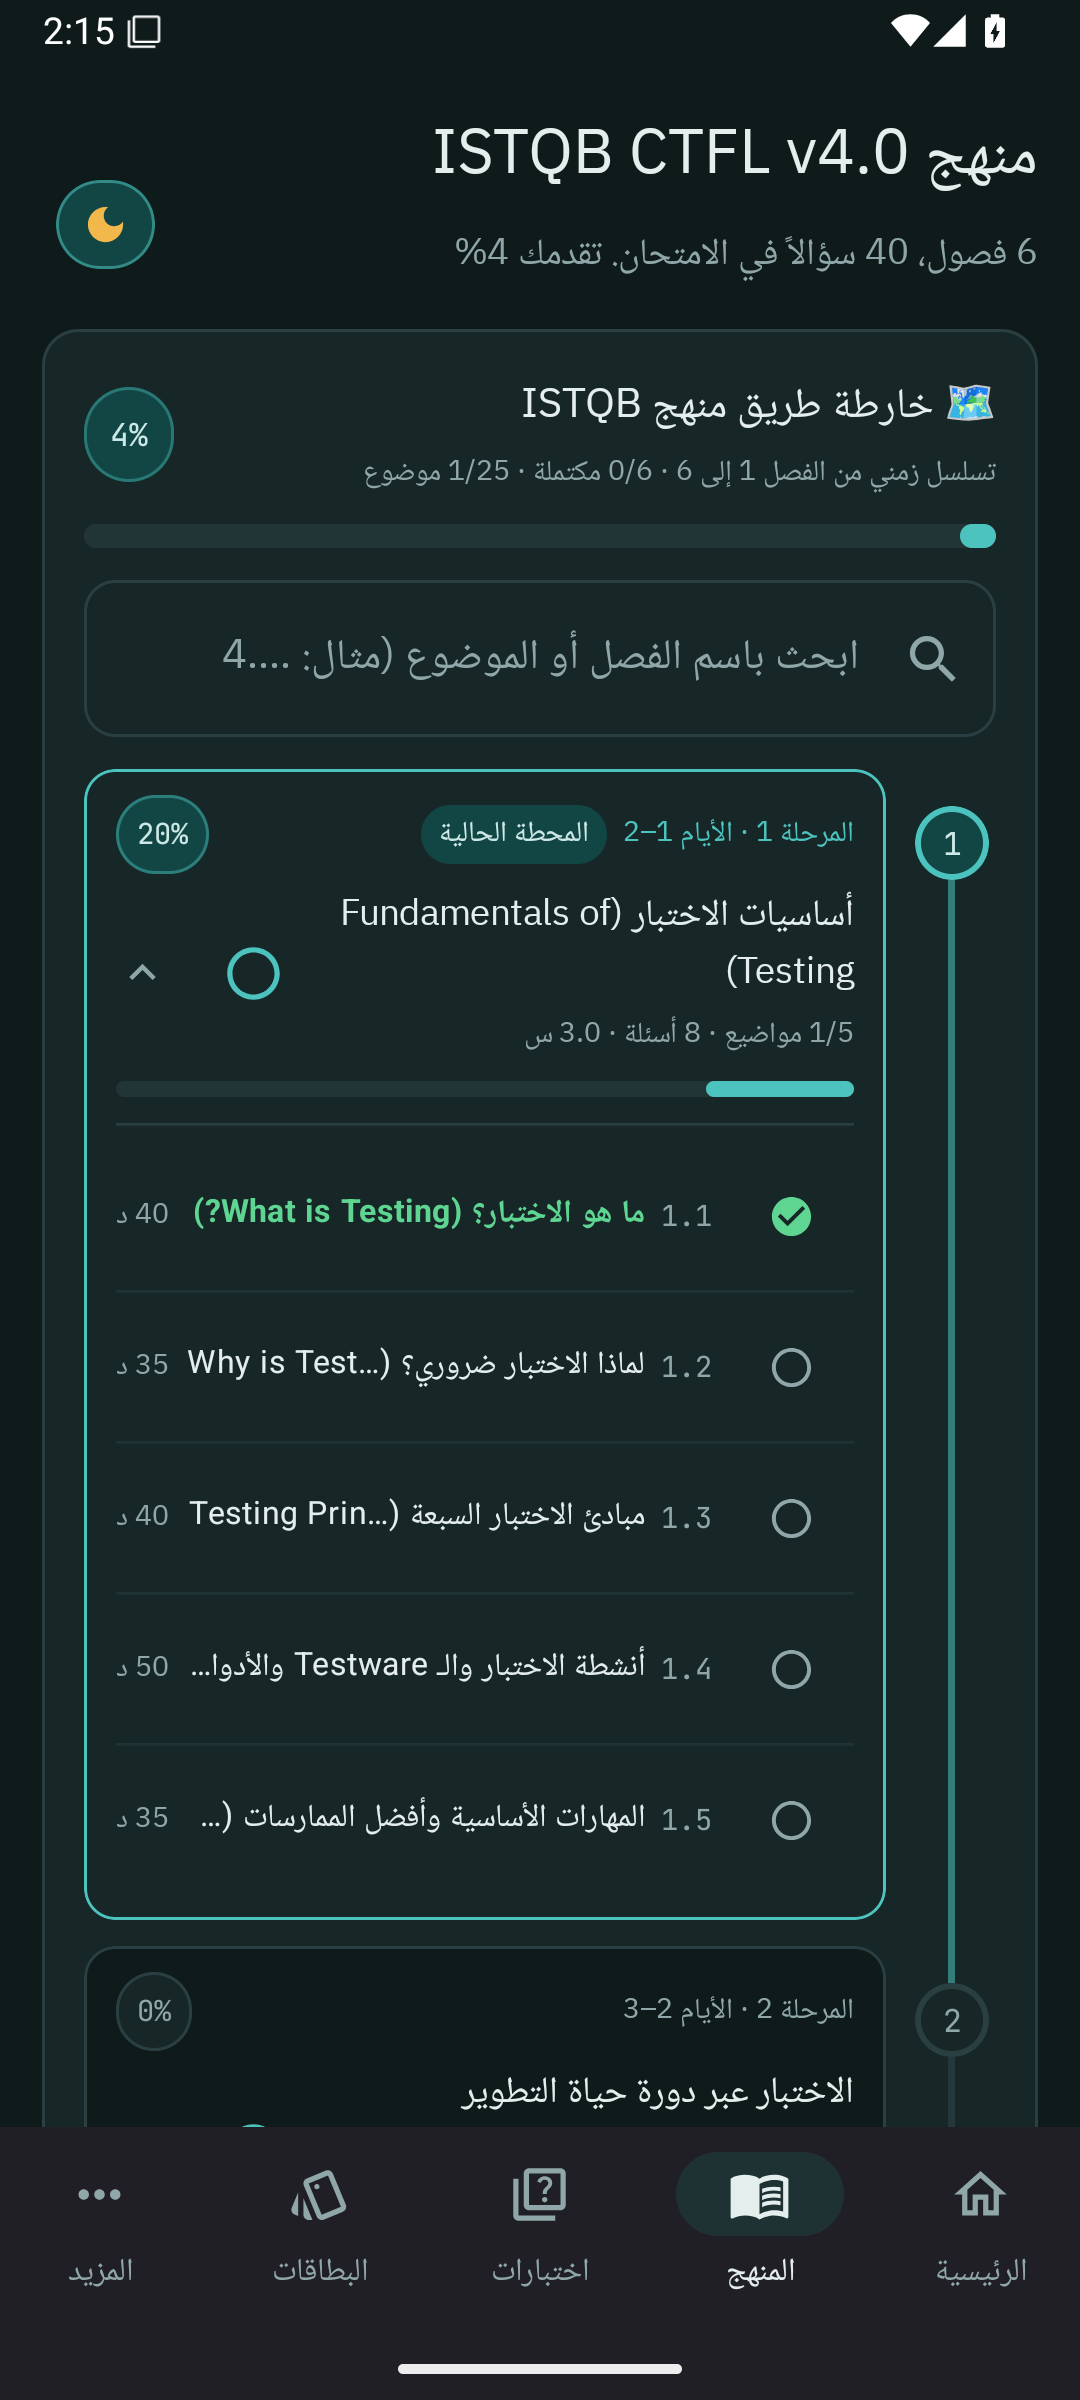 2:15
منهج ISTQB CTFL v4.0
6 فصول، 40 سؤالاً في الامتحان. تقدمك 4%
🗺️ خارطة طريق منهج ISTQB
4%
تسلسل زمني من الفصل 1 إلى 6 · 0/6 مكتملة · 1/25 موضوع
ابحث باسم الفصل أو الموضوع (مثال: 4....
1
المرحلة 1 · الأيام 1–2
المحطة الحالية
20%
أساسيات الاختبار (Fundamentals of
Testing)
1/5 مواضيع · 8 أسئلة · 3.0 س
1.1 ما هو الاختبار؟ (What is Testing?) 40 د
1.2 لماذا الاختبار ضروري؟ (Why is Test... 35 د
1.3 مبادئ الاختبار السبعة (Testing Prin... 40 د
1.4 أنشطة الاختبار والـ Testware والأدوا... 50 د
1.5 المهارات الأساسية وأفضل الممارسات (... 35 د
2
المرحلة 2 · الأيام 2–3
0%
الاختبار عبر دورة حياة التطوير
الرئيسية
المنهج
اختبارات
البطاقات
المزيد